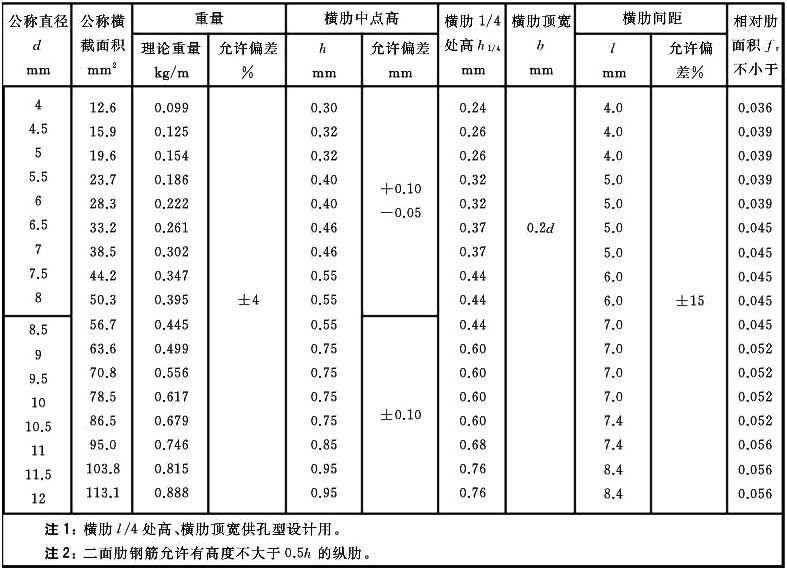 公称直径 公称横 重量 横肋中点高 横肋1/4 横肋顶宽 横肋间距 相对肋
d 截面积 理论重量 允许偏差 h 允许偏差 处高h1/4 b l 允许偏 面积fr
mm mm² kg/m % mm mm mm mm mm 差% 不小于
4 12.6 0.099 0.30 0.24 4.0 0.036
4.5 15.9 0.125 0.32 0.26 4.0 0.039
5 19.6 0.154 0.32 0.26 4.0 0.039
5.5 23.7 0.186 0.40 +0.10 0.32 5.0 0.039
6 28.3 0.222 0.40 -0.05 0.32 5.0 0.039
6.5 33.2 0.261 0.46 0.37 0.2d 5.0 0.045
7 38.5 0.302 0.46 0.37 5.0 0.045
7.5 44.2 0.347 0.55 0.44 6.0 0.045
8 50.3 0.395 ±4 0.55 0.44 6.0 ±15 0.045
8.5 56.7 0.445 0.55 0.44 7.0 0.045
9 63.6 0.499 0.75 0.60 7.0 0.052
9.5 70.8 0.556 0.75 0.60 7.0 0.052
10 78.5 0.617 0.75 0.60 7.0 0.052
10.5 86.5 0.679 0.75 ±0.10 0.60 7.4 0.052
11 95.0 0.746 0.85 0.68 7.4 0.056
11.5 103.8 0.815 0.95 0.76 8.4 0.056
12 113.1 0.888 0.95 0.76 8.4 0.056
注1:横肋l/4处高、横肋顶宽供孔型设计用。
注2:二面肋钢筋允许有高度不大于0.5h的纵肋。